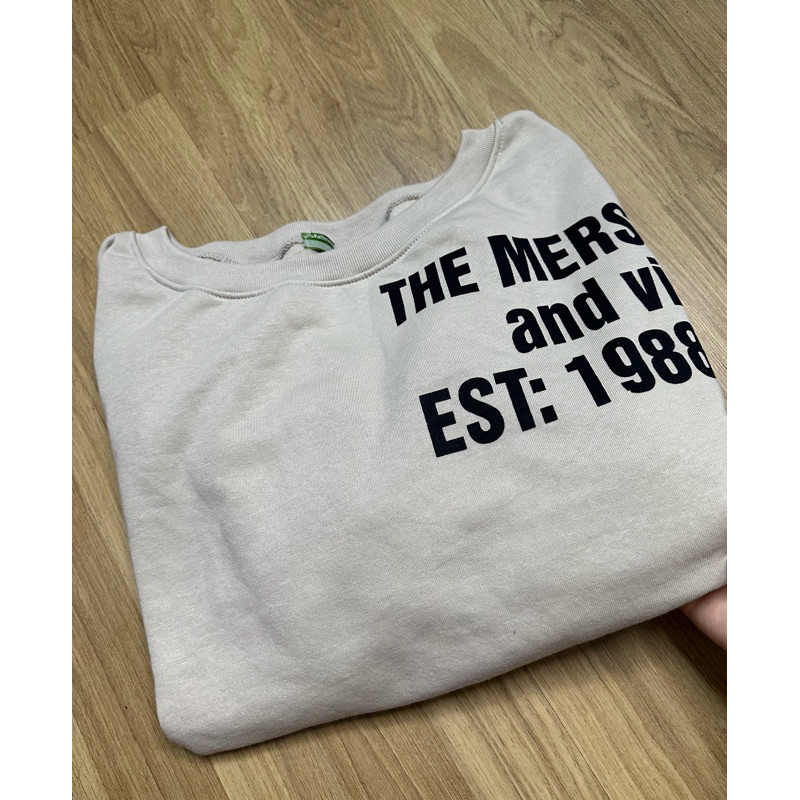 THE MERS
and vi
EST: 1988